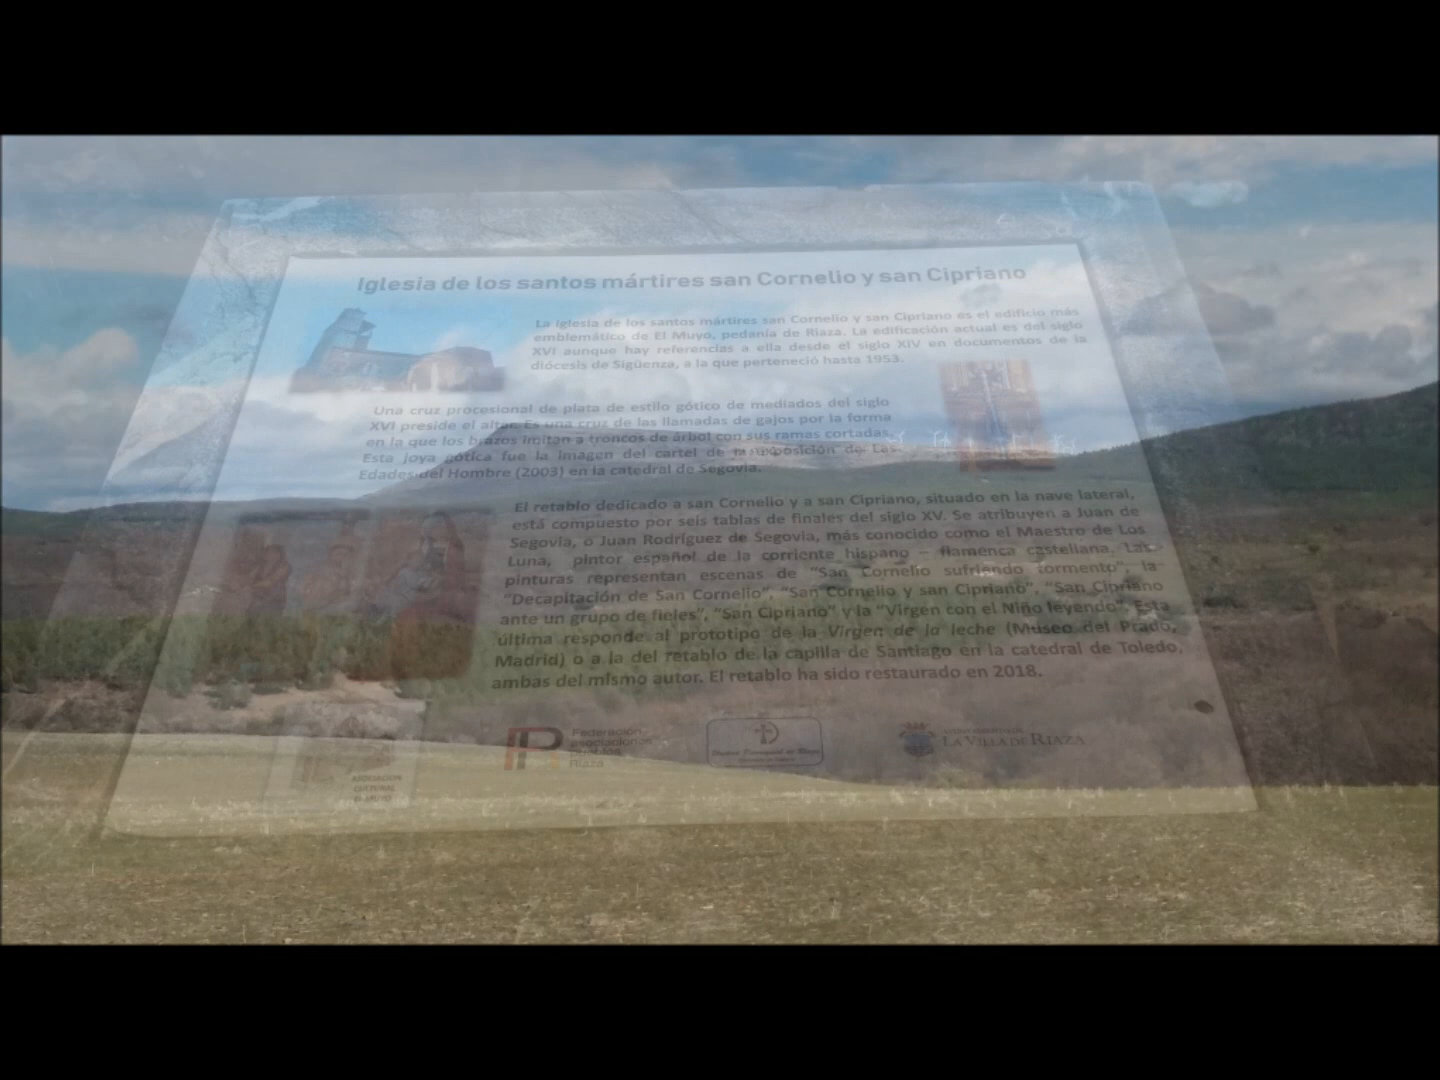 Iglesia de los santos mártires san Cornelio y san Cipriano
La iglesia de los santos mártires san Cornelio y san Cipriano es el edificio más
emblemático de El Muyo, pedanía de Riaza. La edificación actual es del siglo
XVI aunque hay referencias a ella desde el siglo XIV en documentos de la
diócesis de Sigüenza, a la que perteneció hasta 1953.
Una cruz procesional de plata de estilo gótico de mediados del siglo
XVI preside el altar. Es una cruz de las llamadas de gajos por la forma
en la que los brazos imitan a troncos de árbol con sus ramas cortadas.
Esta joya gótica fue la imagen del cartel de la exposición de Las
Edades del Hombre (2003) en la catedral de Segovia.
El retablo dedicado a san Cornelio y a san Cipriano, situado en la nave lateral,
está compuesto por seis tablas de finales del siglo XV. Se atribuyen a Juan de
Segovia, o Juan Rodríguez de Segovia, más conocido como el Maestro de Los
Luna, pintor español de la corriente hispano – flamenca castellana. Las
pinturas representan escenas de "San Cornelio sufriendo tormento", la
"Decapitación de San Cornelio", "San Cornelio y san Cipriano", "San Cipriano
ante un grupo de fieles", "San Cipriano" y la "Virgen con el Niño leyendo". Esta
última responde al prototipo de la Virgen de la leche (Museo del Prado,
Madrid) o a la del retablo de la capilla de Santiago en la catedral de Toledo,
ambas del mismo autor. El retablo ha sido restaurado en 2018.
Federación
asociaciones
Pueblos
Riaza
LA VILLA DE RIAZA
ASOCIACIÓN
CULTURAL
EL MUYO